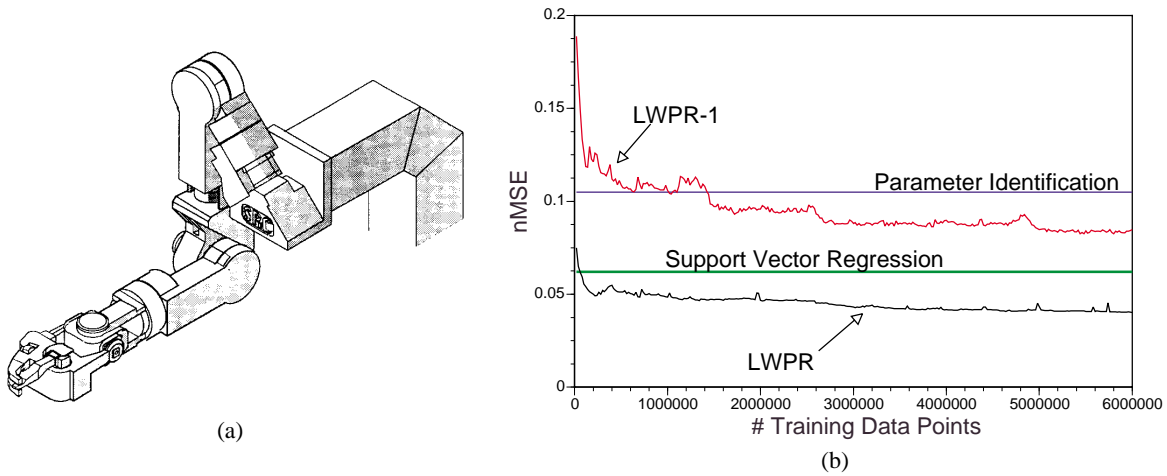 SRC
(a)
0.2
0.15
0.1
0.05
0
nMSE
LWPR-1
Parameter Identification
Support Vector Regression
LWPR
0 1000000 2000000 3000000 4000000 5000000 6000000
# Training Data Points
(b)